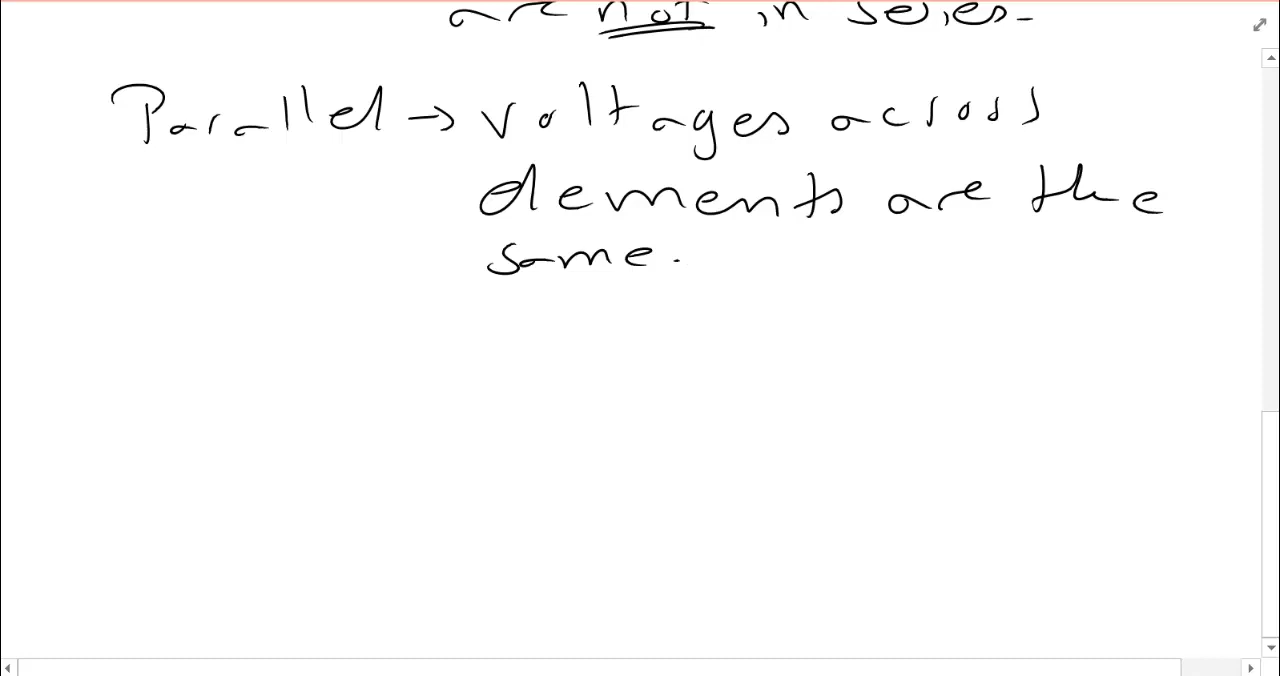 are not in series.
Parallel → voltages across
elements are the
same.